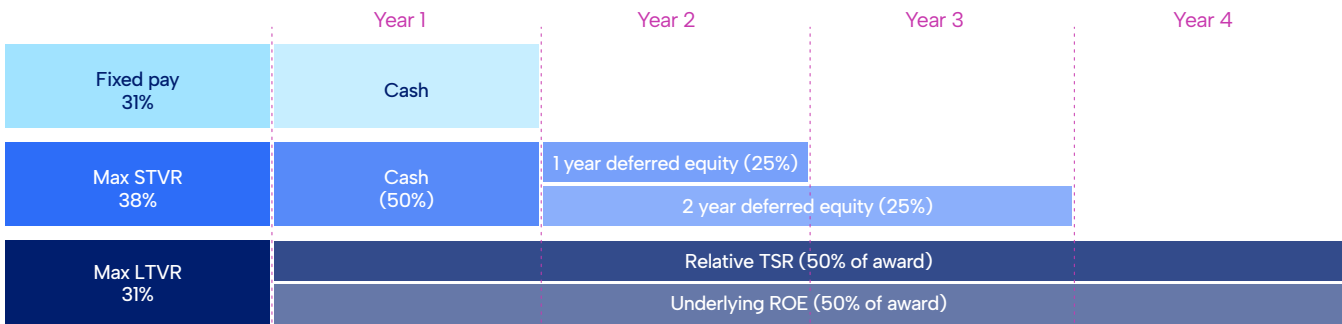 Year 1
Year 2
Year 3
Year 4
Fixed pay
31%
Cash
Max STVR
38%
Cash
(50%)
1 year deferred equity (25%)
2 year deferred equity (25%)
Max LTVR
31%
Relative TSR (50% of award)
Underlying ROE (50% of award)